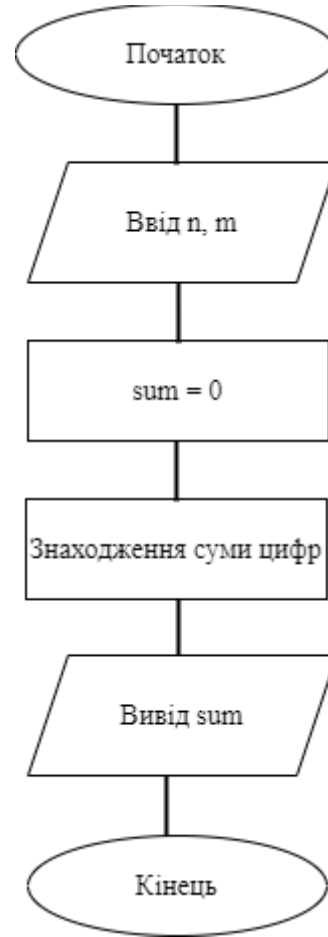 Початок
Ввід n, m
sum = 0
Знаходження суми цифр
Вивід sum
Кінець